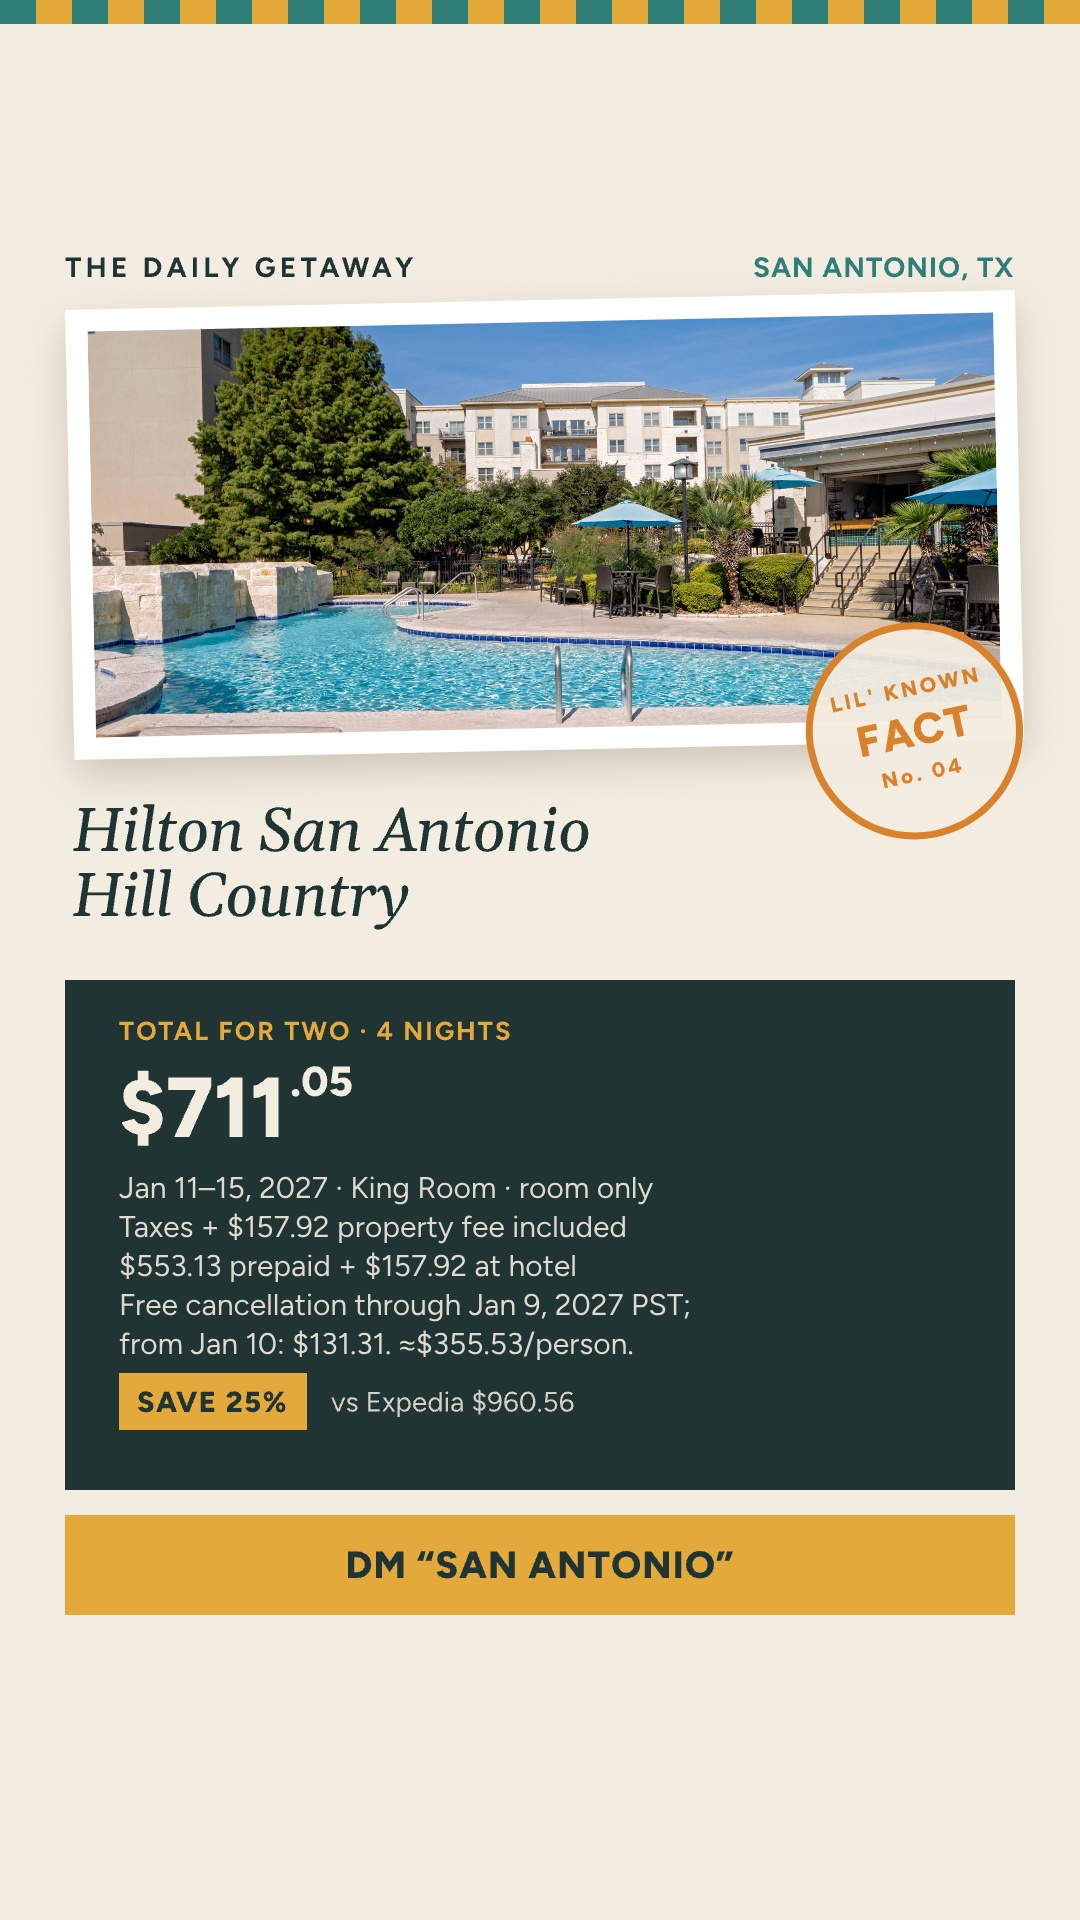 THE DAILY GETAWAY
SAN ANTONIO, TX
LIL' KNOWN
FACT
No. 04
Hilton San Antonio
Hill Country
TOTAL FOR TWO · 4 NIGHTS
$711.05
Jan 11–15, 2027 · King Room · room only
Taxes + $157.92 property fee included
$553.13 prepaid + $157.92 at hotel
Free cancellation through Jan 9, 2027 PST;
from Jan 10: $131.31. ≈$355.53/person.
SAVE 25% vs Expedia $960.56
DM “SAN ANTONIO”